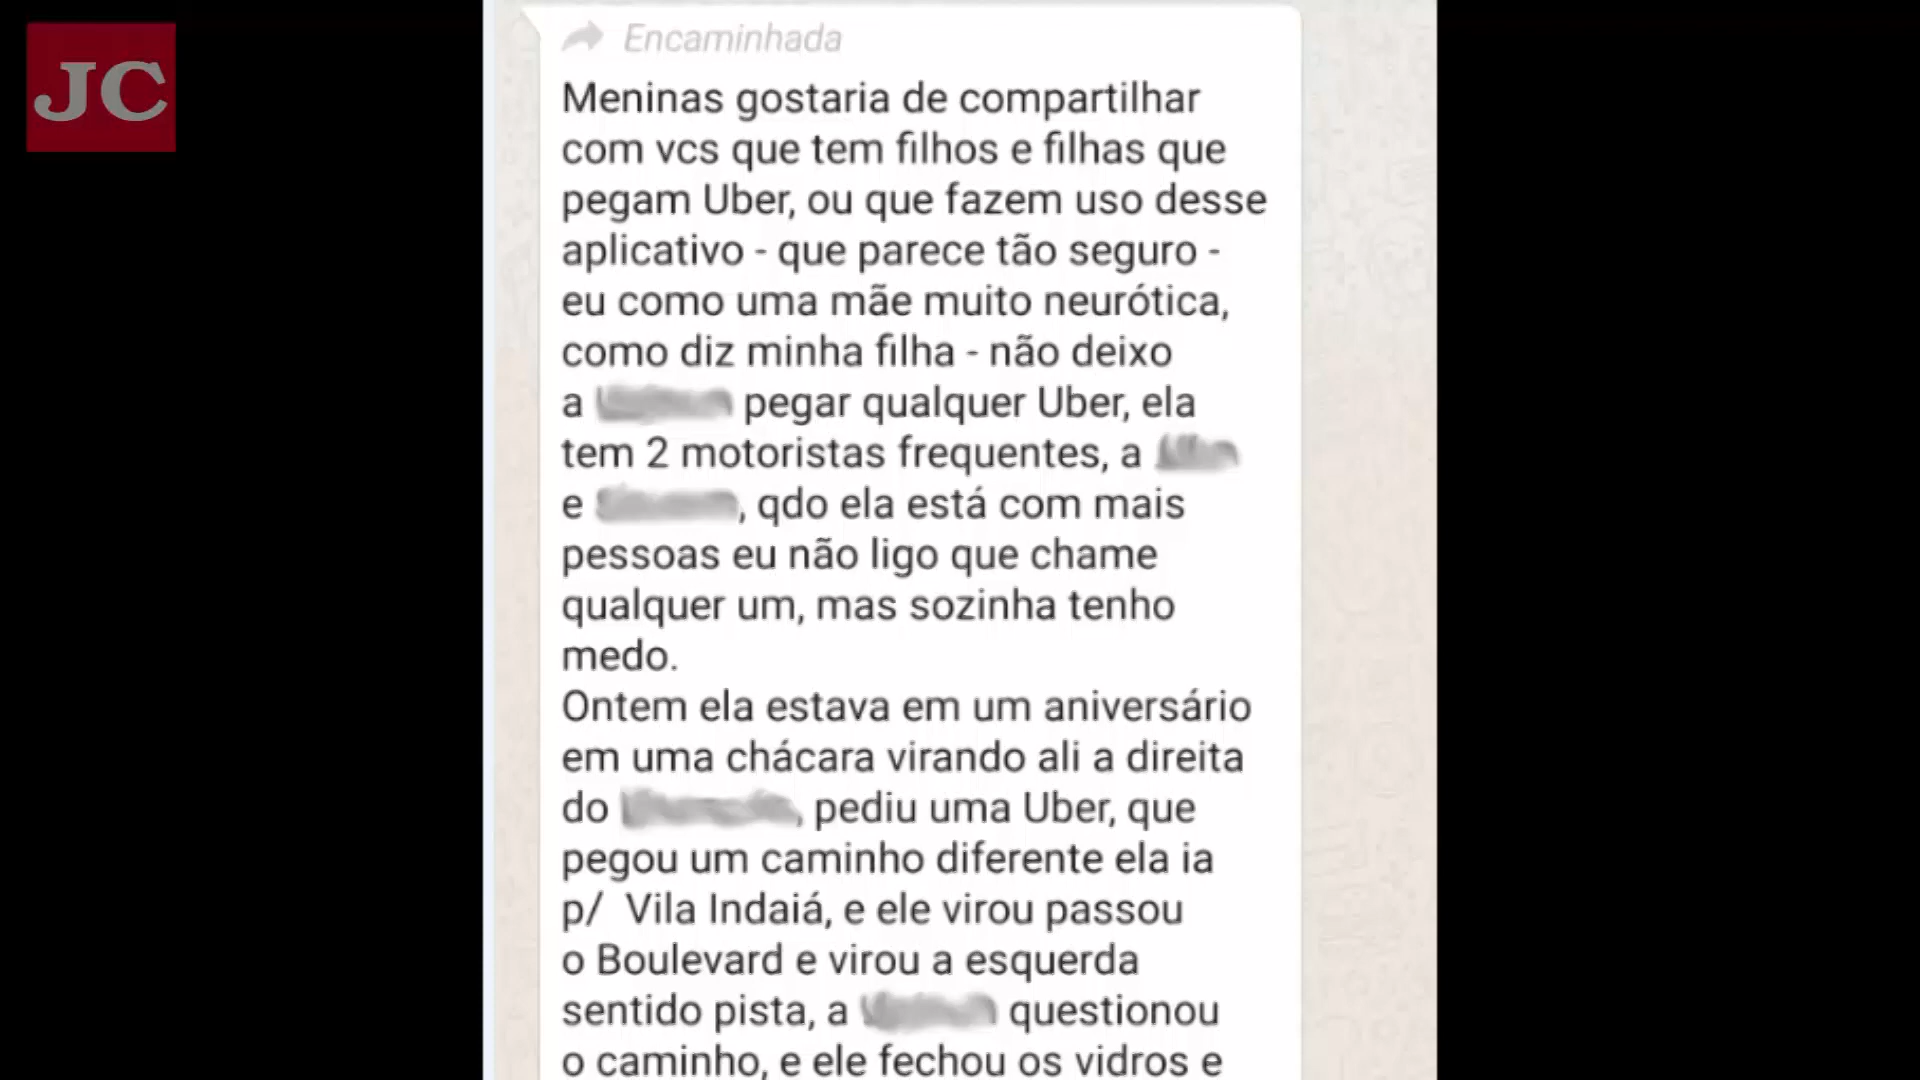 JC
Encaminhada
Meninas gostaria de compartilhar
com vcs que tem filhos e filhas que
pegam Uber, ou que fazem uso desse
aplicativo - que parece tão seguro -
eu como uma mãe muito neurótica,
como diz minha filha - não deixo
a pegar qualquer Uber, ela
tem 2 motoristas frequentes, a
e , qdo ela está com mais
pessoas eu não ligo que chame
qualquer um, mas sozinha tenho
medo.
Ontem ela estava em um aniversário
em uma chácara virando ali a direita
do , pediu uma Uber, que
pegou um caminho diferente ela ia
p/ Vila Indaiá, e ele virou passou
o Boulevard e virou a esquerda
sentido pista, a questionou
o caminho, e ele fechou os vidros e